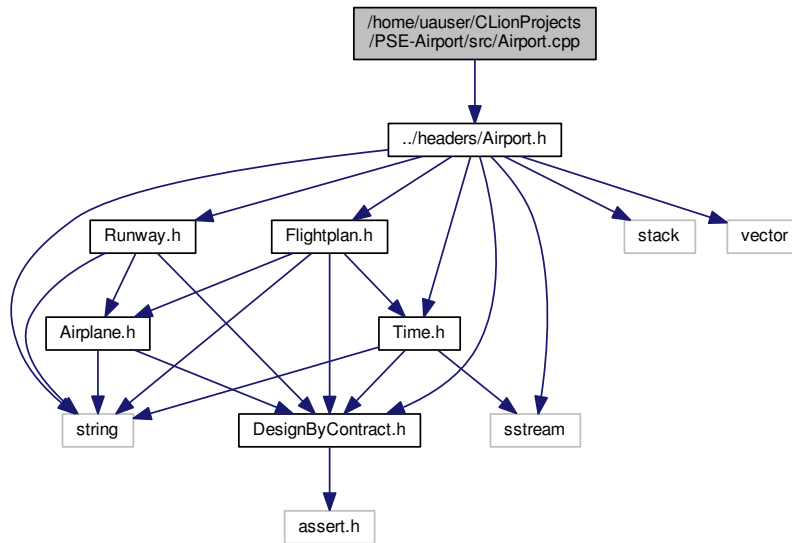 /home/uauser/CLionProjects
/PSE-Airport/src/Airport.cpp
../headers/Airport.h
Runway.h
Flightplan.h
stack
vector
Airplane.h
Time.h
string
DesignByContract.h
sstream
assert.h